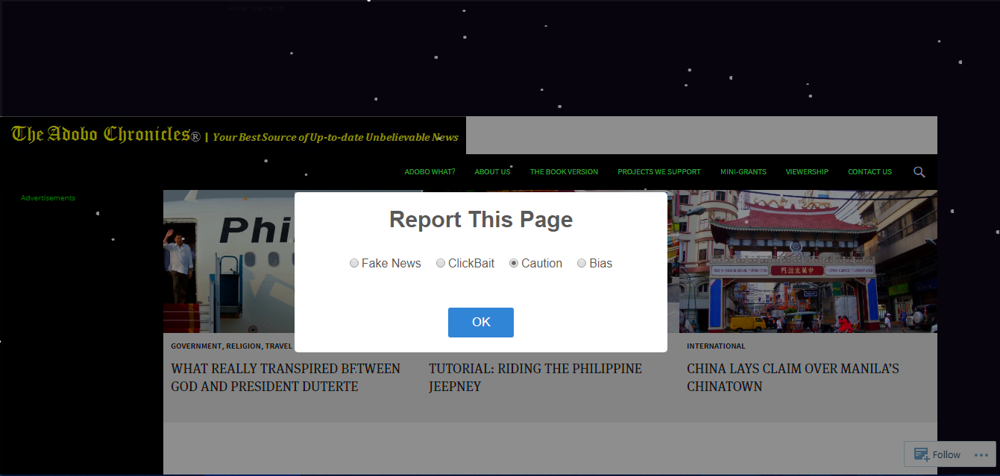 Advertisements
The Adobo Chronicles® | Your Best Source of Up-to-date Unbelievable News
ADOBO WHAT? ABOUT US THE BOOK VERSION PROJECTS WE SUPPORT MINI-GRANTS VIEWERSHIP CONTACT US
Advertisements
Phi
Report This Page
Fake News ClickBait Caution Bias
OK
GOVERNMENT, RELIGION, TRAVEL
WHAT REALLY TRANSPIRED BETWEEN
GOD AND PRESIDENT DUTERTE
TUTORIAL: RIDING THE PHILIPPINE
JEEPNEY
INTERNATIONAL
CHINA LAYS CLAIM OVER MANILA’S
CHINATOWN
Follow